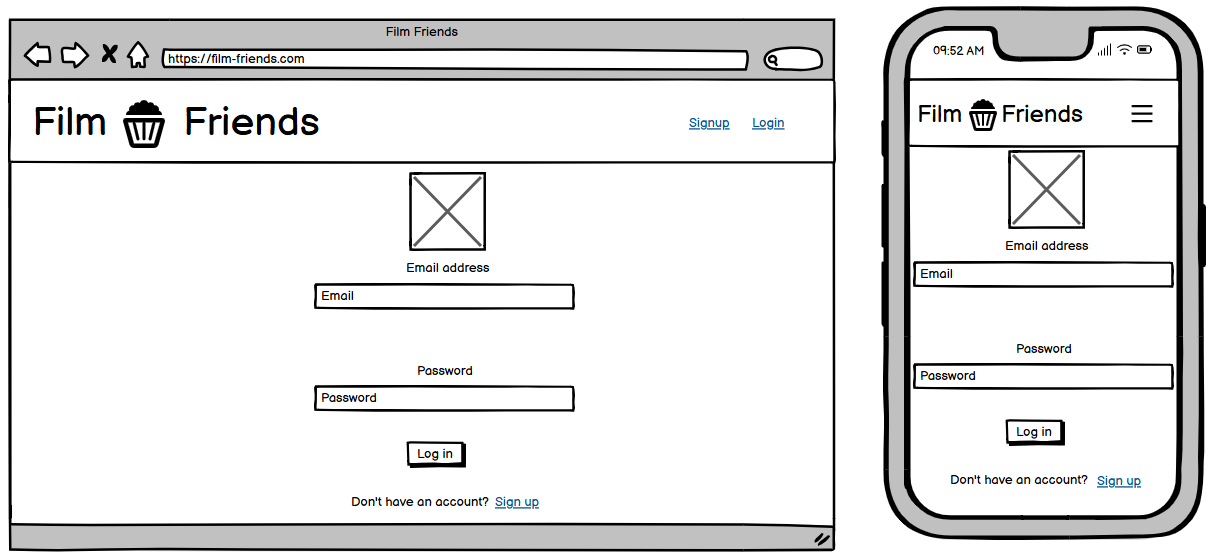 Film Friends
https://film-friends.com
Film Friends
Signup Login
Email address
Email
Password
Password
Log in
Don't have an account? Sign up
09:52 AM
Film Friends
Email address
Email
Password
Password
Log in
Don't have an account? Sign up